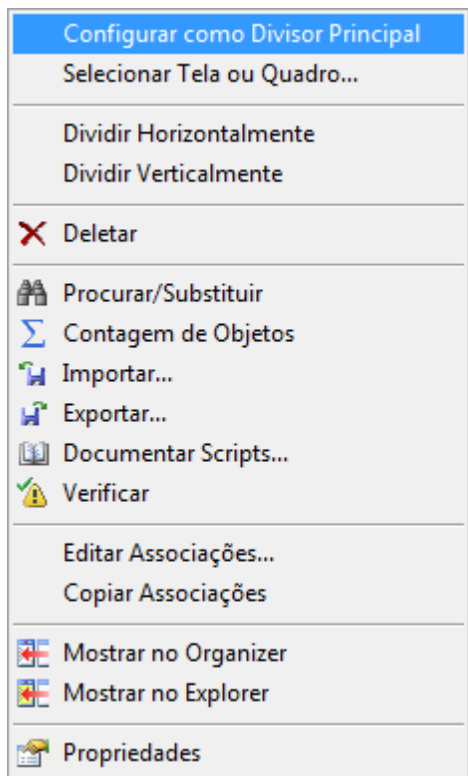 Configurar como Divisor Principal
Selecionar Tela ou Quadro...
Dividir Horizontalmente
Dividir Verticalmente
Deletar
Procurar/Substituir
Contagem de Objetos
Importar...
Exportar...
Documentar Scripts...
Verificar
Editar Associações...
Copiar Associações
Mostrar no Organizer
Mostrar no Explorer
Propriedades